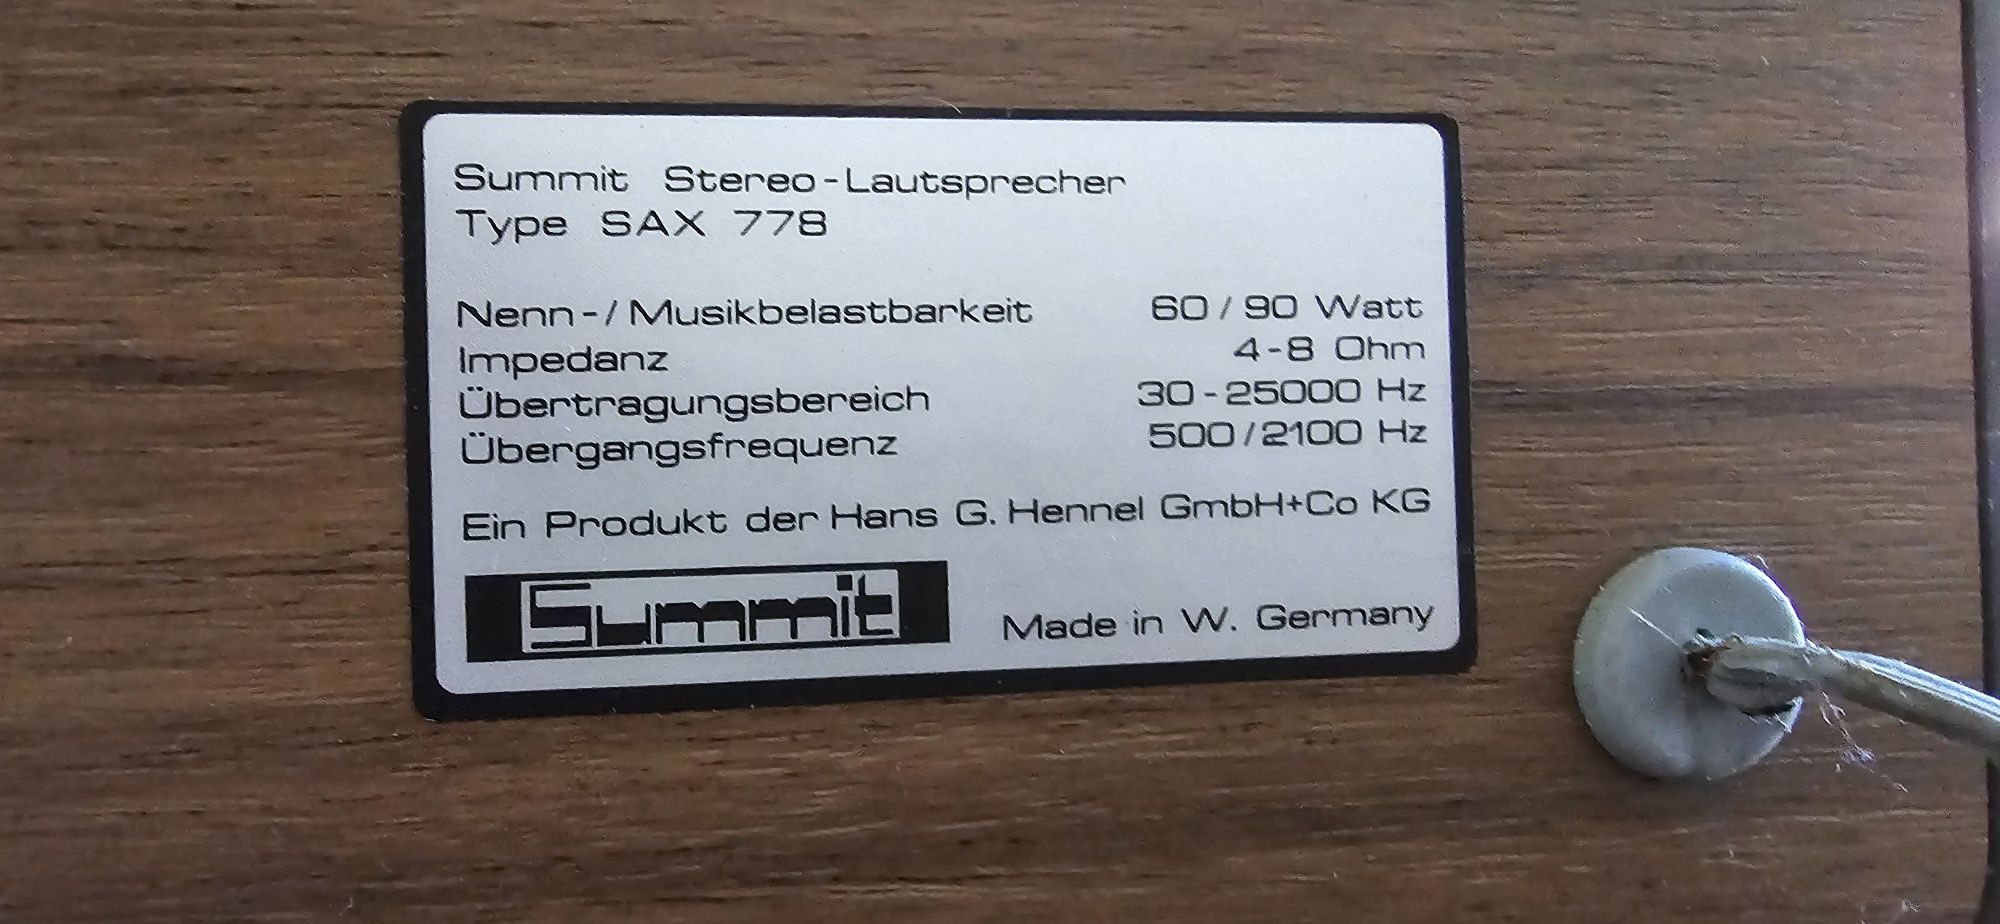 Summit Stereo-Lautsprecher
Type SAX 778
Nenn-/Musikbelastbarkeit 60/90 Watt
Impedanz 4-8 Ohm
Übertragungsbereich 30-25000 Hz
Übergangsfrequenz 500/2100 Hz
Ein Produkt der Hans G. Hennel GmbH+Co KG
Summit
Made in W. Germany